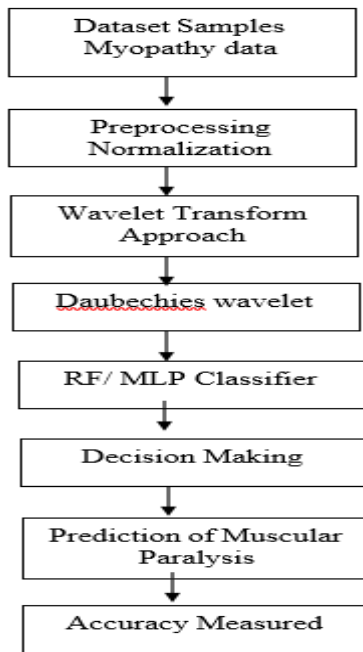 Dataset Samples
Myopathy data
Preprocessing
Normalization
Wavelet Transform
Approach
Daubechies wavelet
RF/ MLP Classifier
Decision Making
Prediction of Muscular
Paralysis
Accuracy Measured